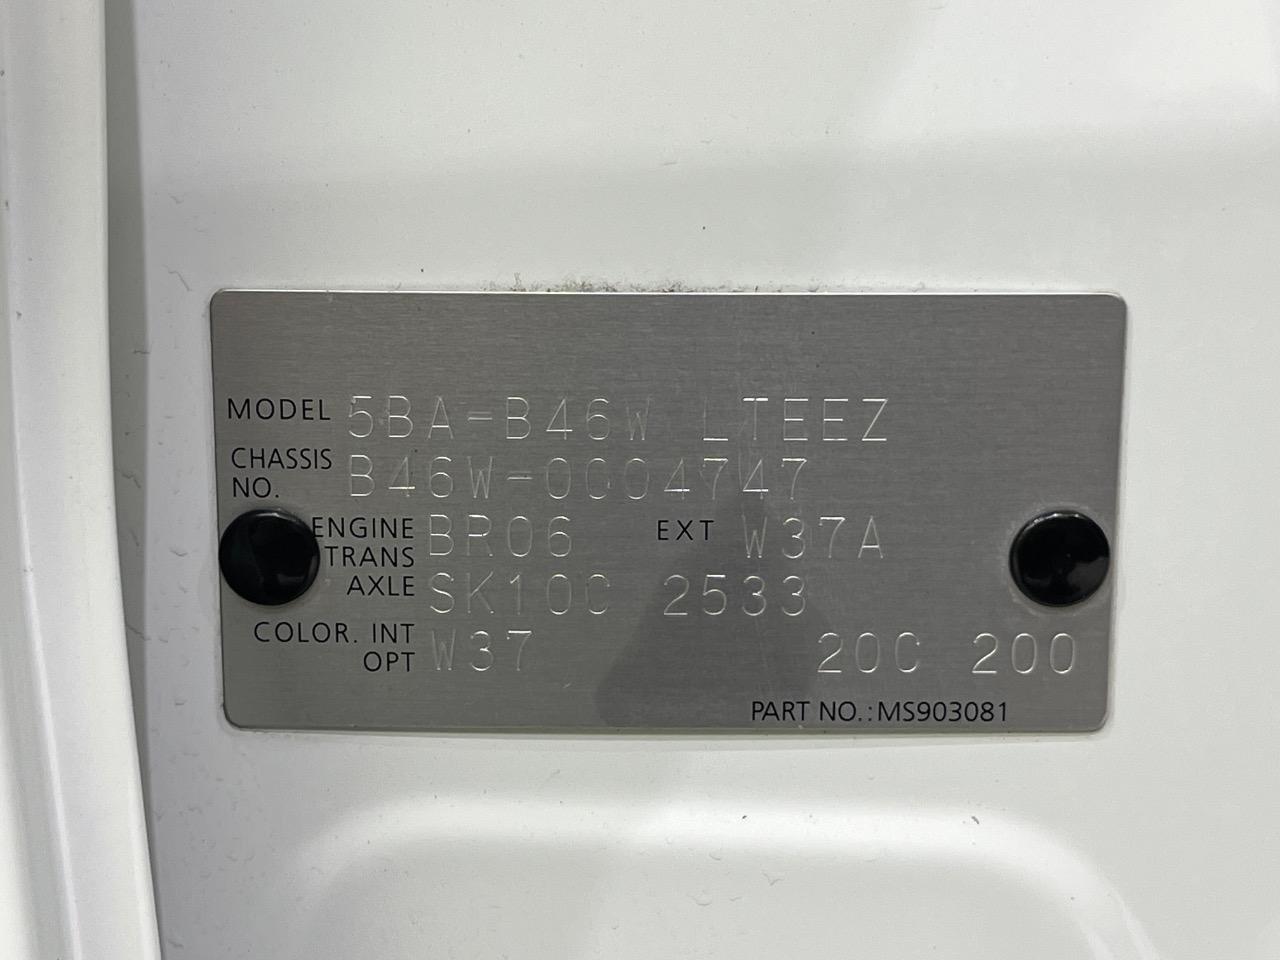 MODEL 5BA-B46W LTEEZ
CHASSIS NO. B46W-0004747
ENGINE BR06 EXT W37A
TRANS AXLE SK10C 2533
COLOR. INT OPT W37 20C 200
PART NO.:MS903081